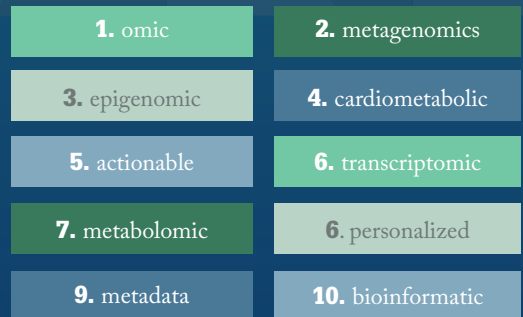 1. omic
2. metagenomics
3. epigenomic
4. cardiometabolic
5. actionable
6. transcriptomic
7. metabolomic
6. personalized
9. metadata
10. bioinformatic